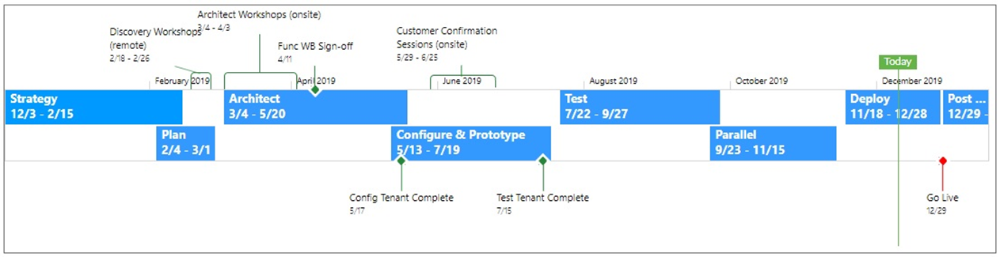 Architect Workshops (onsite)
3/4 - 4/3
Discovery Workshops
(remote)
2/18 - 2/26
Func WB Sign-off
4/11
Customer Confirmation
Sessions (onsite)
5/29 - 6/25
Today
February 2019
April 2019
June 2019
August 2019
October 2019
December 2019
Strategy
12/3 - 2/15
Architect
3/4 - 5/20
Test
7/22 - 9/27
Deploy
11/18 - 12/28
Post ...
12/29 -
Plan
2/4 - 3/1
Configure & Prototype
5/13 - 7/19
Parallel
9/23 - 11/15
Config Tenant Complete
5/17
Test Tenant Complete
7/15
Go Live
12/29